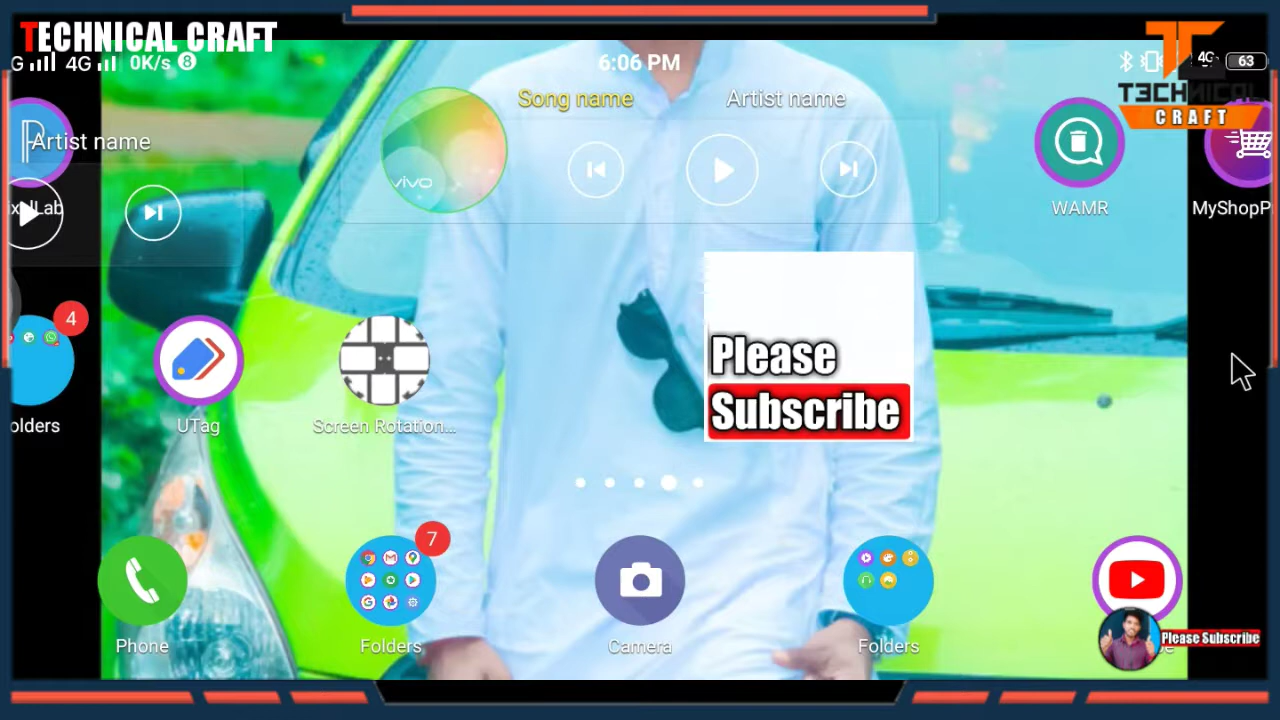 TECHNICAL CRAFT
G 4G 0K/s 8
6:06 PM
4G 63
TECHNICAL
CRAFT
Song name
Artist name
Artist name
vivo
WAMR
MyShopP
4
olders
UTag
Screen Rotation...
Please
Subscribe
7
Phone
Folders
Camera
Folders
Please Subscribe